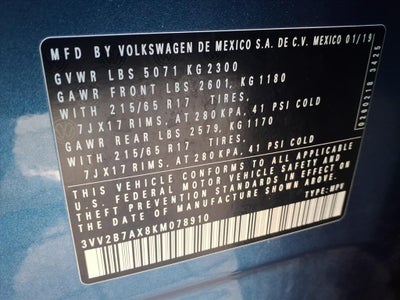 MFD BY VOLKSWAGEN DE MEXICO S.A. DE C.V. MEXICO 01/19
GVWR LBS 5071 KG 2300
GAWR FRONT LBS 2601, KG 1180
WITH 215/65 R17 TIRES,
7JX17 RIMS, AT 280 KPA, 41 PSI COLD
GAWR REAR LBS 2579, KG 1170
WITH 215/65 R17 TIRES,
7JX17 RIMS, AT 280 KPA, 41 PSI COLD
THIS VEHICLE CONFORMS TO ALL APPLICABLE
U.S. FEDERAL MOTOR VEHICLE SAFETY AND
THEFT PREVENTION STANDARDS IN EFFECT ON
THE DATE OF MANUFACTURE SHOWN ABOVE.
TYPE: MPV
3VV2B7AX8KM078910
3425